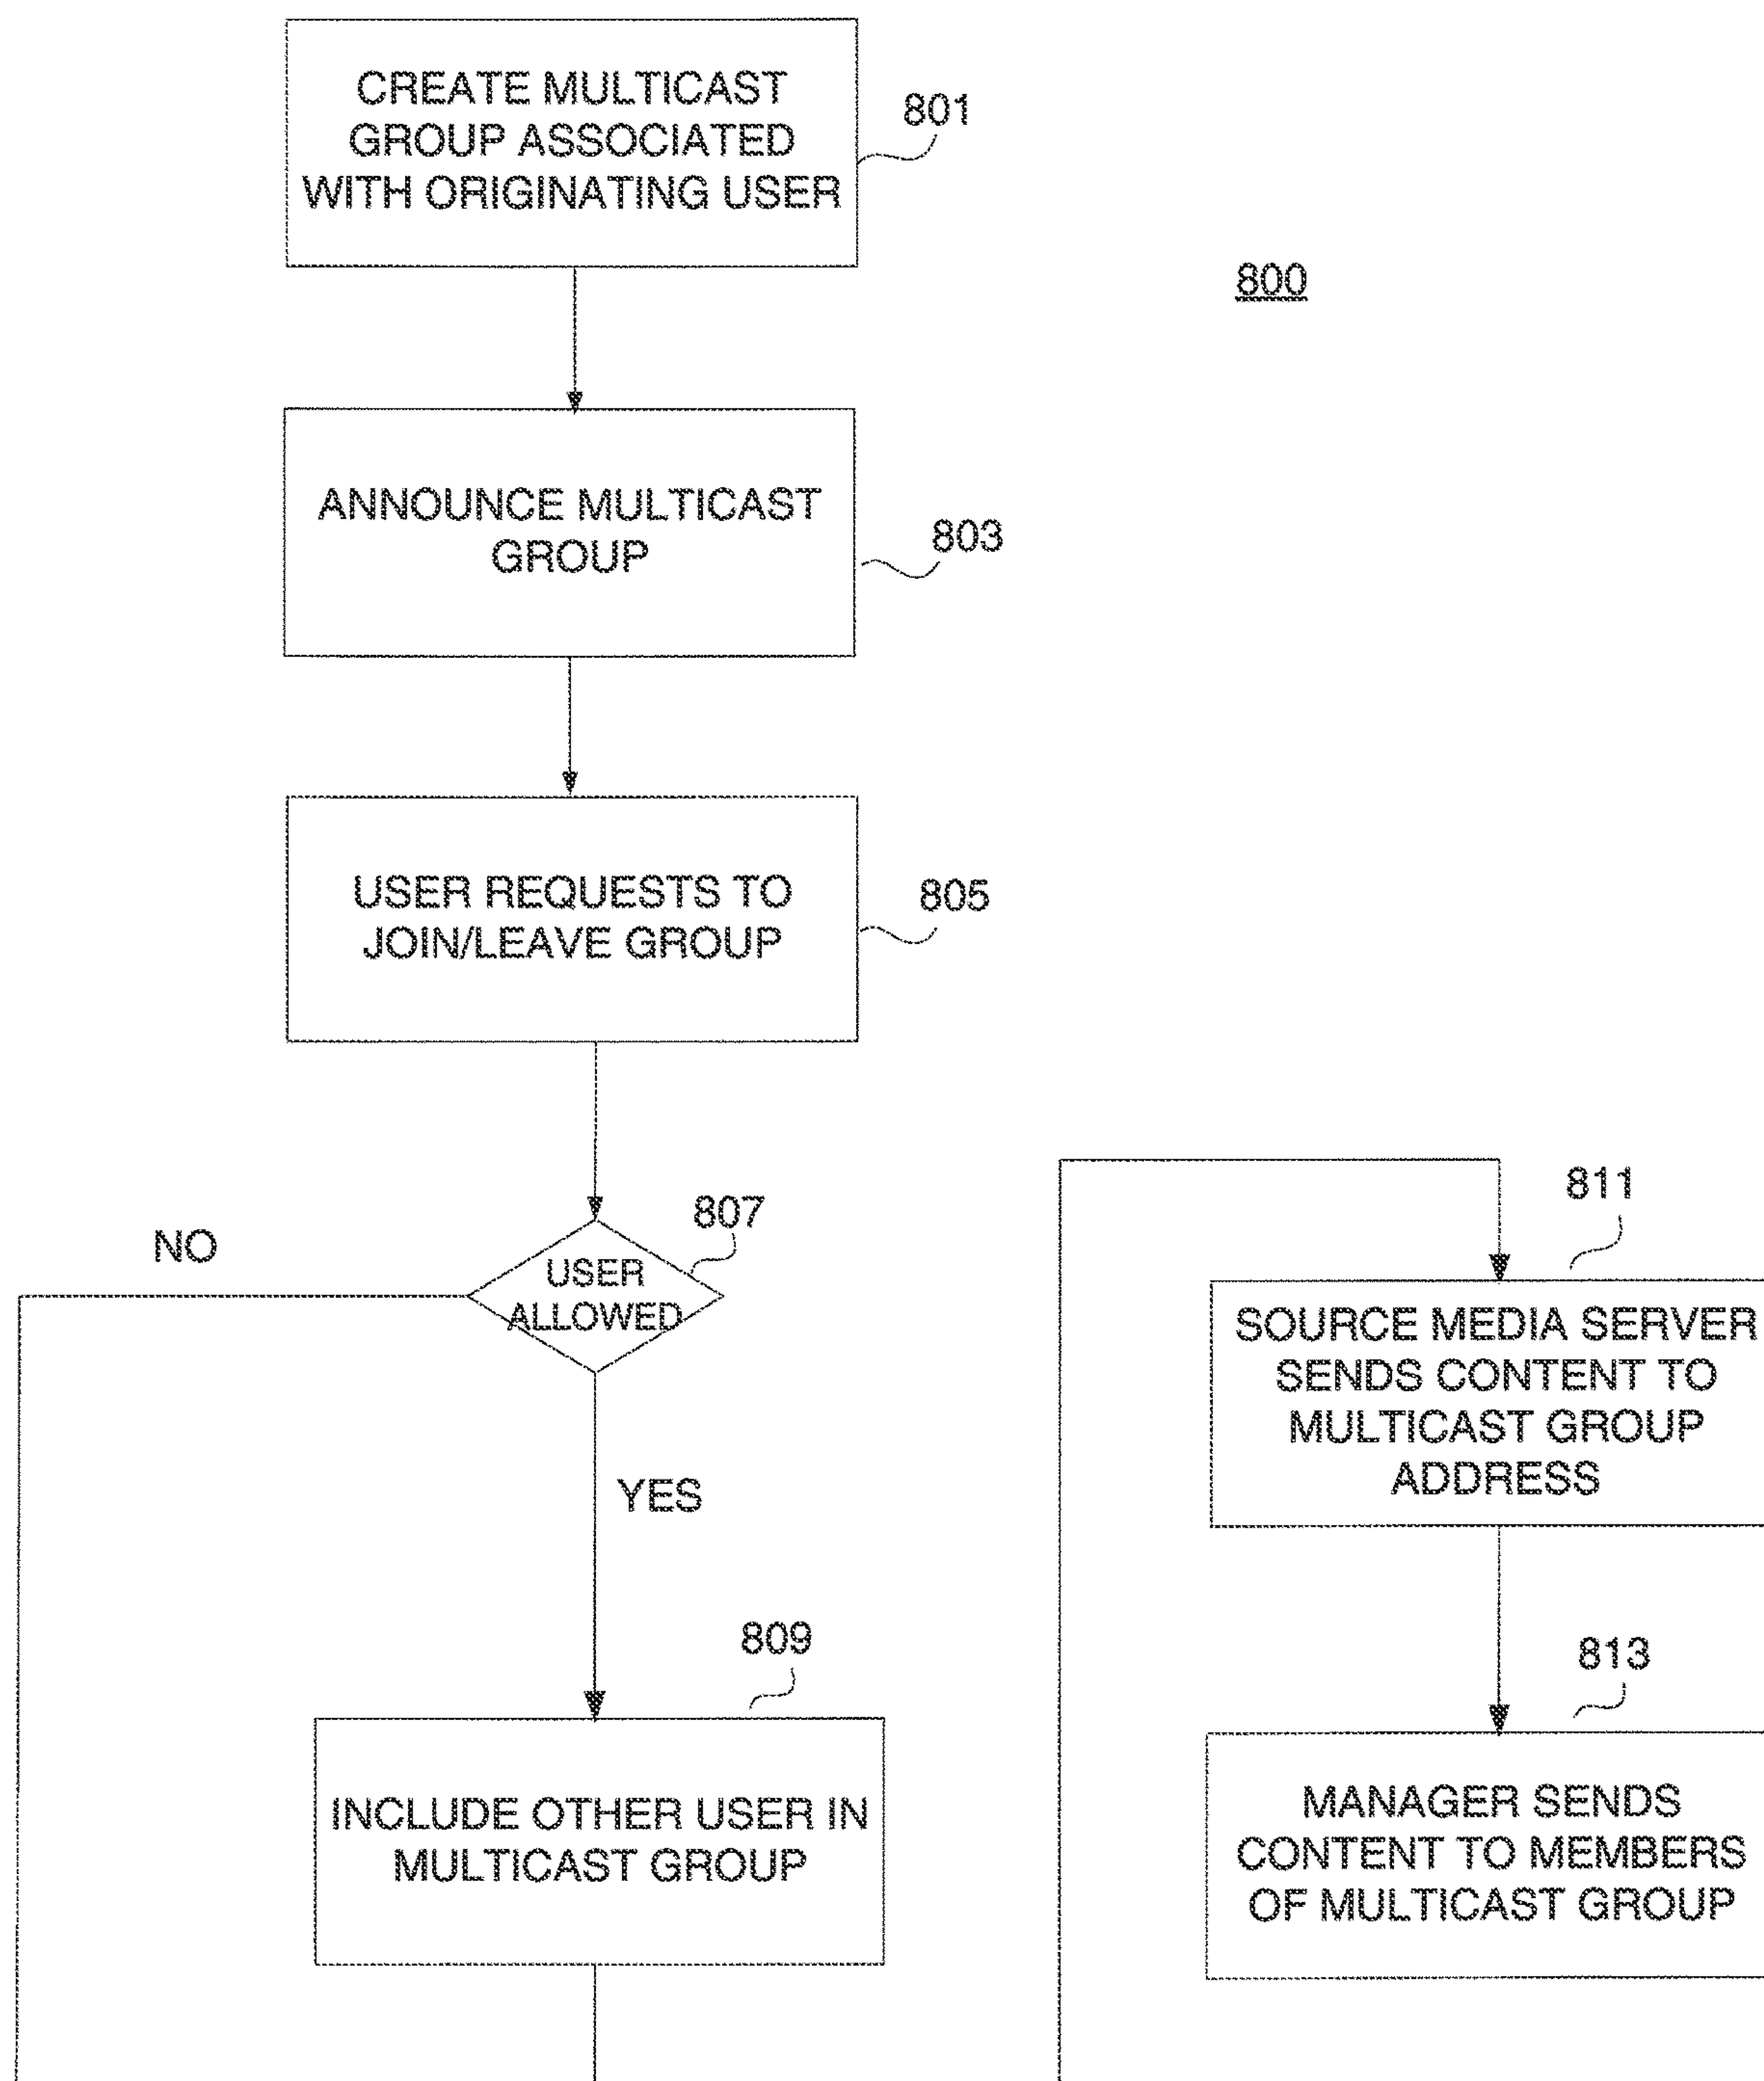 CREATE MULTICAST
GROUP ASSOCIATED
WITH ORIGINATING USER
801
800
ANNOUNCE MULTICAST
GROUP
803
USER REQUESTS TO
JOIN/LEAVE GROUP
805
807
NO
USER
ALLOWED
YES
809
INCLUDE OTHER USER IN
MULTICAST GROUP
811
SOURCE MEDIA SERVER
SENDS CONTENT TO
MULTICAST GROUP
ADDRESS
813
MANAGER SENDS
CONTENT TO MEMBERS
OF MULTICAST GROUP